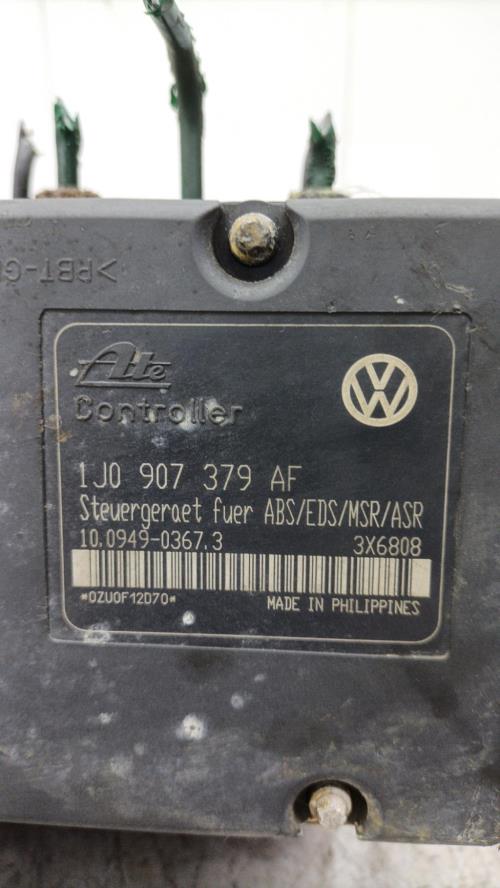 Ate
Controller
1J0 907 379 AF
Steuergeraet fuer ABS/EDS/MSR/ASR
10.0949-0367.3 3X6808
*0ZU0F12D70*
MADE IN PHILIPPINES